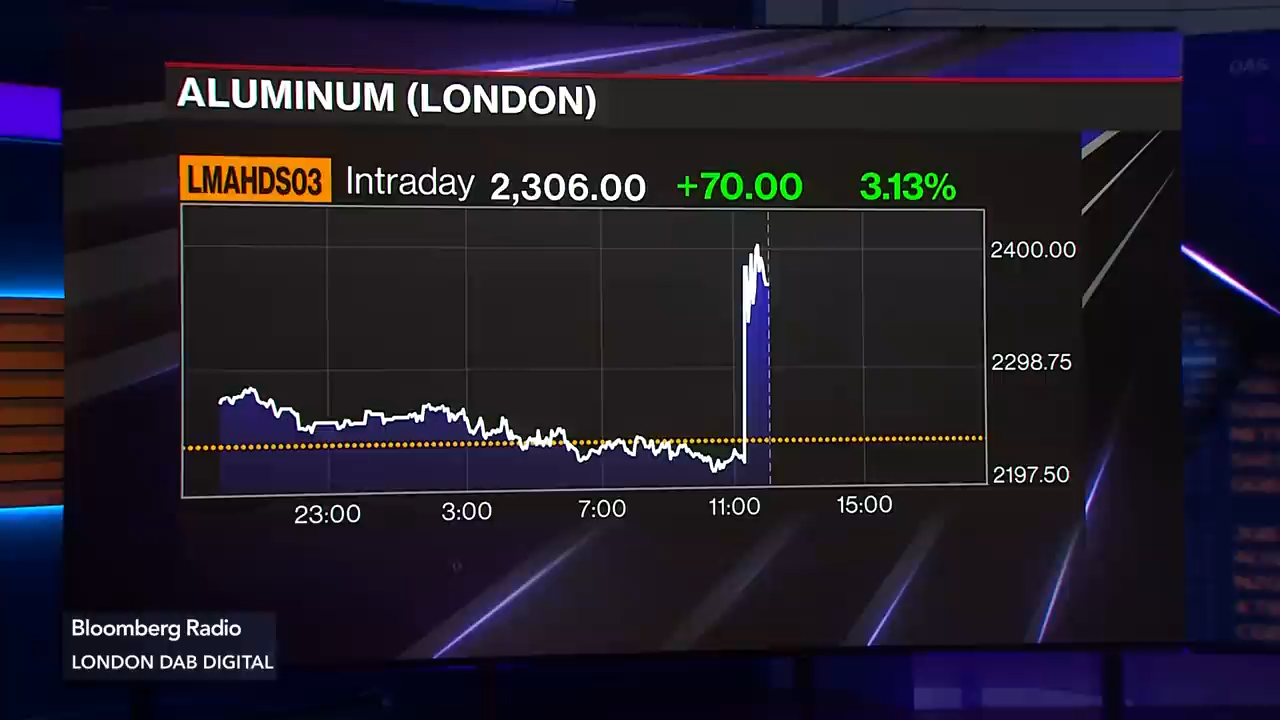 ALUMINUM (LONDON)
LMAHDS03 Intraday 2,306.00 +70.00 3.13%
2400.00
2298.75
2197.50
23:00 3:00 7:00 11:00 15:00
Bloomberg Radio
LONDON DAB DIGITAL